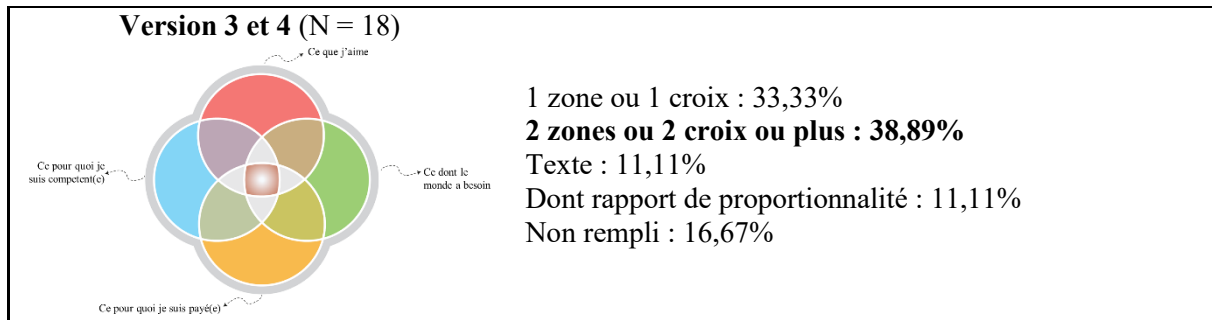 Version 3 et 4 (N = 18)
Ce que j'aime
Ce pour quoi je
suis competent(e)
Ce dont le
monde a besoin
Ce pour quoi je suis payé(e)
1 zone ou 1 croix : 33,33%
2 zones ou 2 croix ou plus : 38,89%
Texte : 11,11%
Dont rapport de proportionnalité : 11,11%
Non rempli : 16,67%